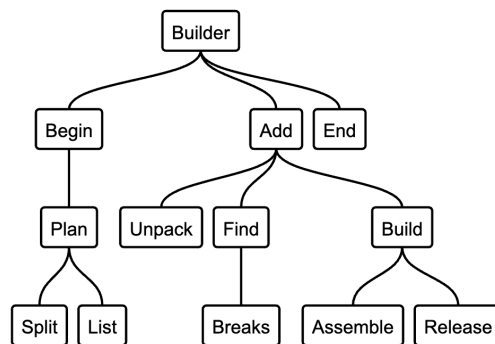 Builder
Begin Add End
Plan Unpack Find Build
Split List Breaks Assemble Release